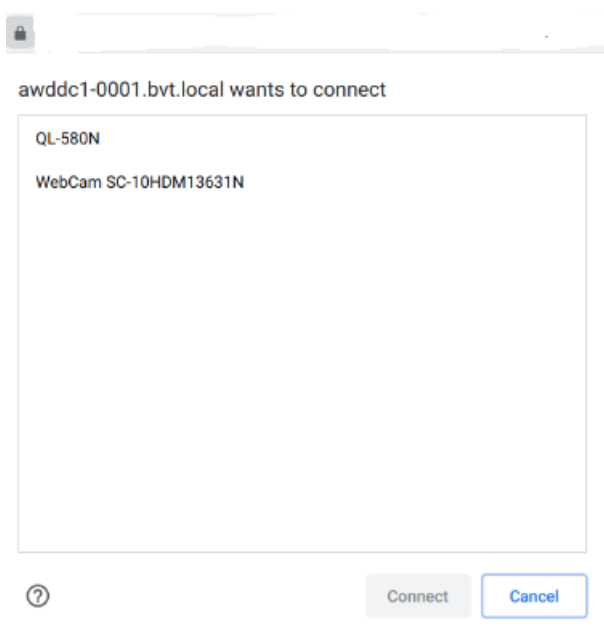 awddc1-0001.bvt.local wants to connect
QL-580N
WebCam SC-10HDM13631N
Connect
Cancel